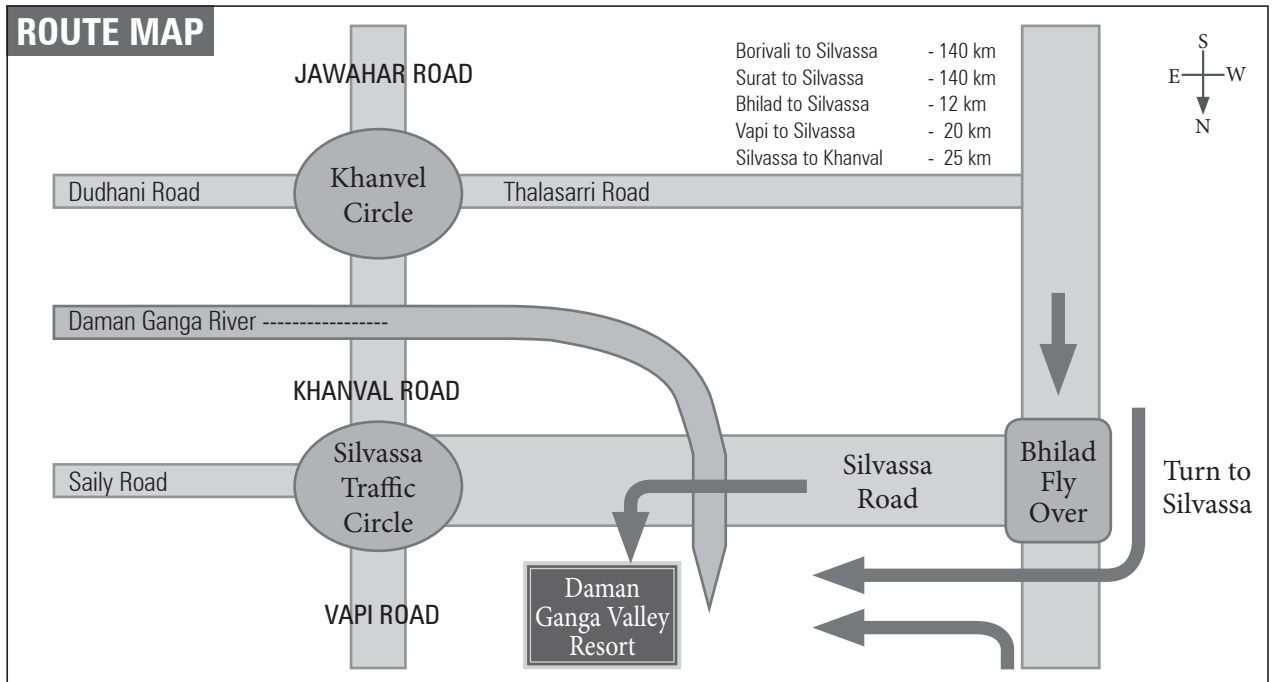 ROUTE MAP
JAWAHAR ROAD
Borivali to Silvassa - 140 km
Surat to Silvassa - 140 km
Bhilad to Silvassa - 12 km
Vapi to Silvassa - 20 km
Silvassa to Khanval - 25 km
S
E W
N
Dudhani Road
Khanvel
Circle
Thalasarri Road
Daman Ganga River -----------------
KHANVAL ROAD
Saily Road
Silvassa
Traffic
Circle
Silvassa
Road
Bhilad
Fly
Over
Turn to
Silvassa
VAPI ROAD
Daman
Ganga Valley
Resort